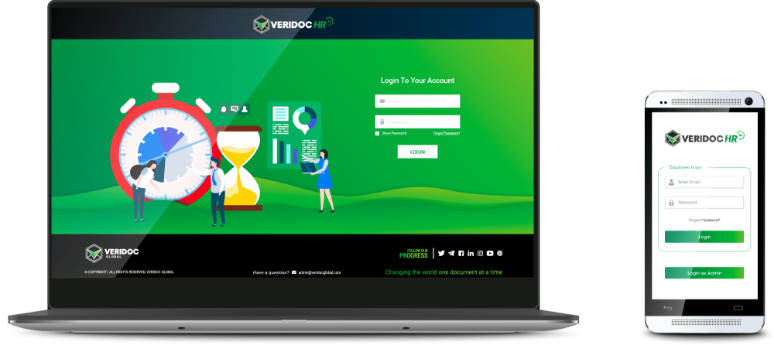 VERIDOC HR
Login To Your Account
Email
Password
Show Password
Forgot Password?
LOGIN
VERIDOC
GLOBAL
FOLLOW OUR
PROGRESS
© COPYRIGHT | ALL RIGHTS RESERVED, VERIDOC GLOBAL
Have a question?
admin@veridocglobal.com
Changing the world one document at a time
VERIDOC HR
Employee Login
Enter Email
Password
Forgot Password?
Login
Login as Admin